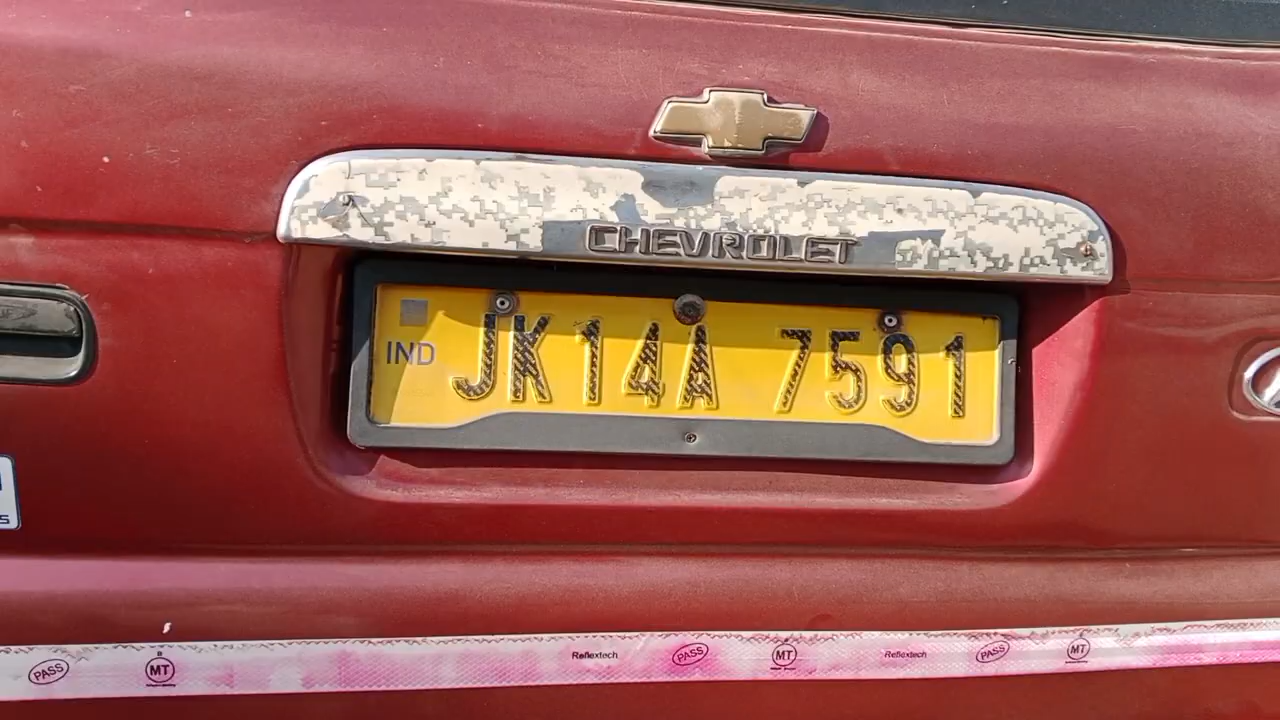 CHEVROLET
IND
JK14A 7591
PASS
MT
Reflextech
PASS
MT
Reflextech
PASS
MT